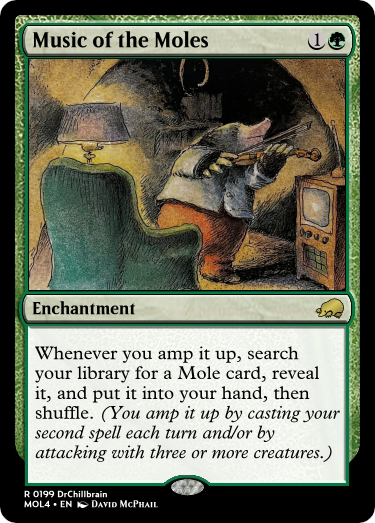 Music of the Moles 1
Enchantment
Whenever you amp it up, search
your library for a Mole card, reveal
it, and put it into your hand, then
shuffle. (You amp it up by casting your
second spell each turn and/or by
attacking with three or more creatures.)
R 0199 DrChillbrain
MOL4 • EN David McPhail